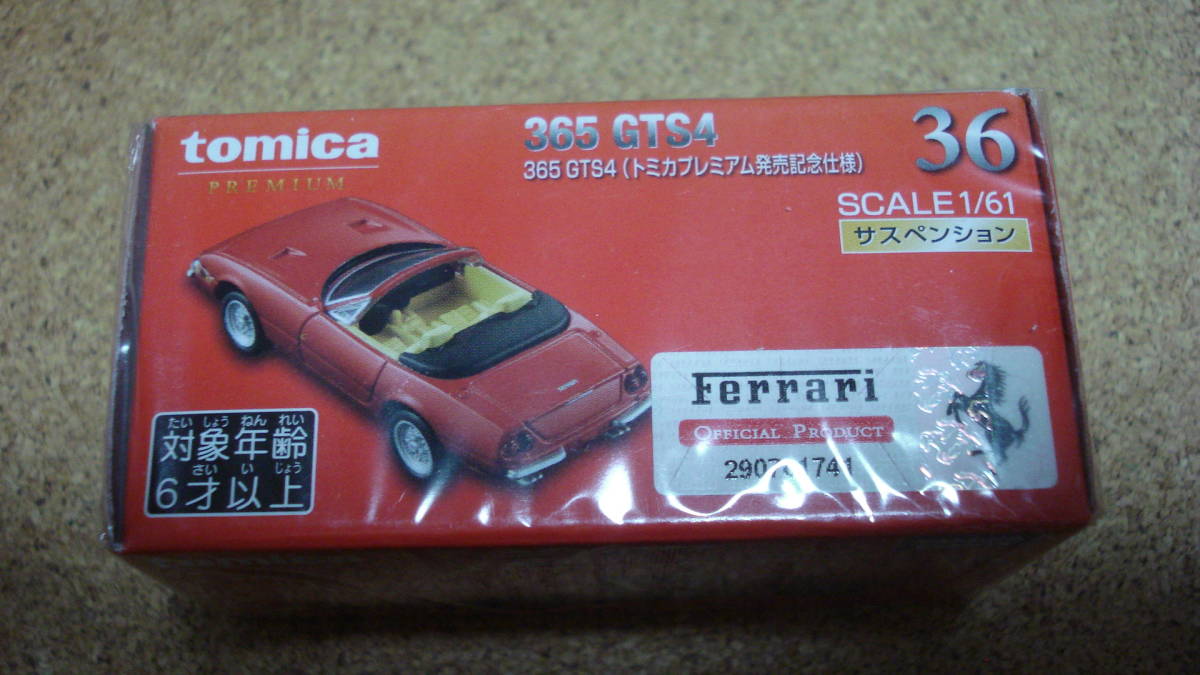 tomica
PREMIUM
365 GTS4
365 GTS4(トミカプレミアム発売記念仕様)
36
SCALE 1/61
サスペンション
Ferrari
OFFICIAL PRODUCT
たいしょうねんれい
対象年齢
さいいじょう
6才以上